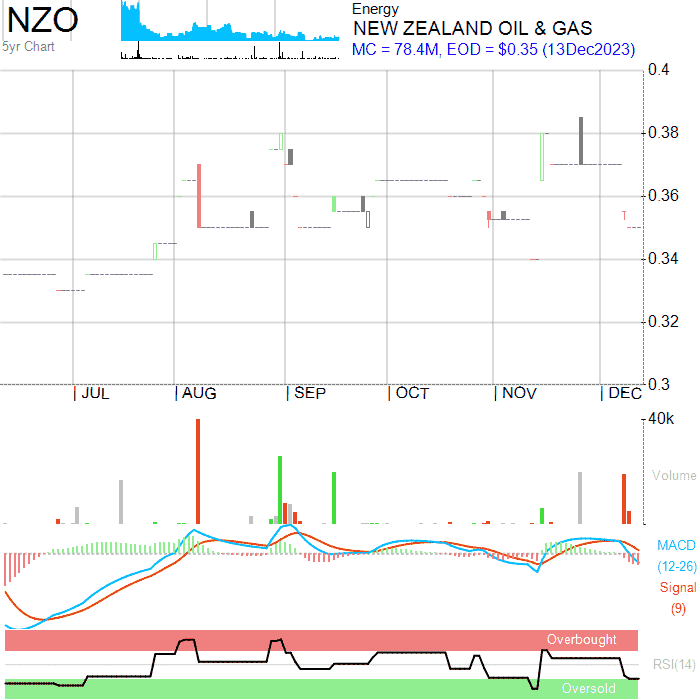 NZO
5yr Chart
Energy
NEW ZEALAND OIL & GAS
MC = 78.4M, EOD = $0.35 (13Dec2023)
0.4
0.38
0.36
0.34
0.32
0.3
JUL AUG SEP OCT NOV DEC
40k
Volume
MACD
(12-26)
Signal
(9)
Overbought
RSI(14)
Oversold